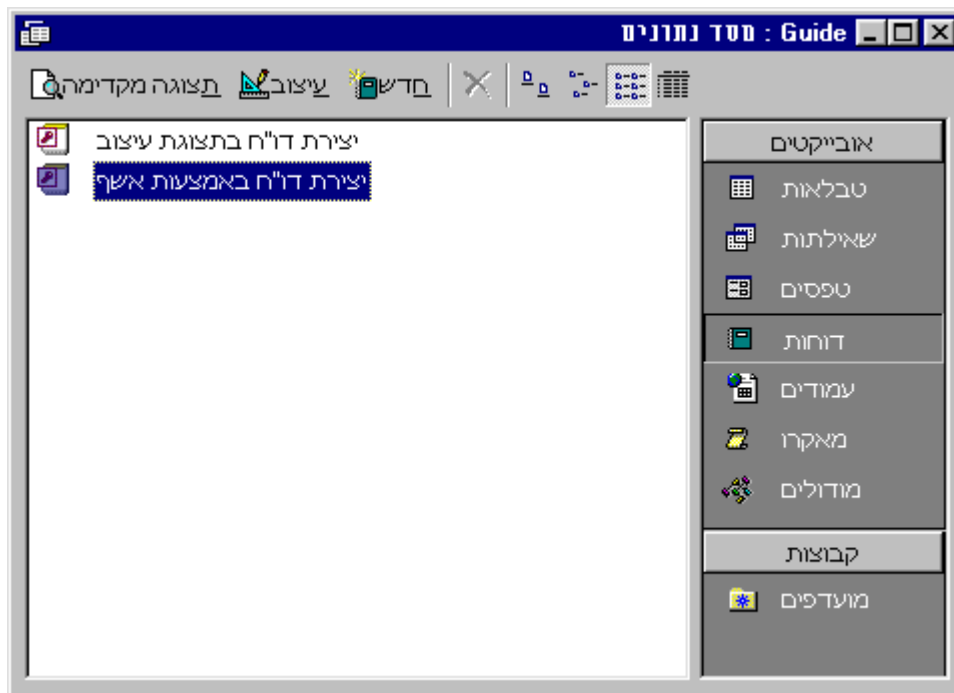 Guide : מסד נתונים
חדש עיצוב תצוגה מקדימה
אובייקטים
טבלאות
שאילתות
טפסים
דוחות
עמודים
מאקרו
מודולים
קבוצות
מועדפים
יצירת דו"ח בתצוגת עיצוב
יצירת דו"ח באמצעות אשף